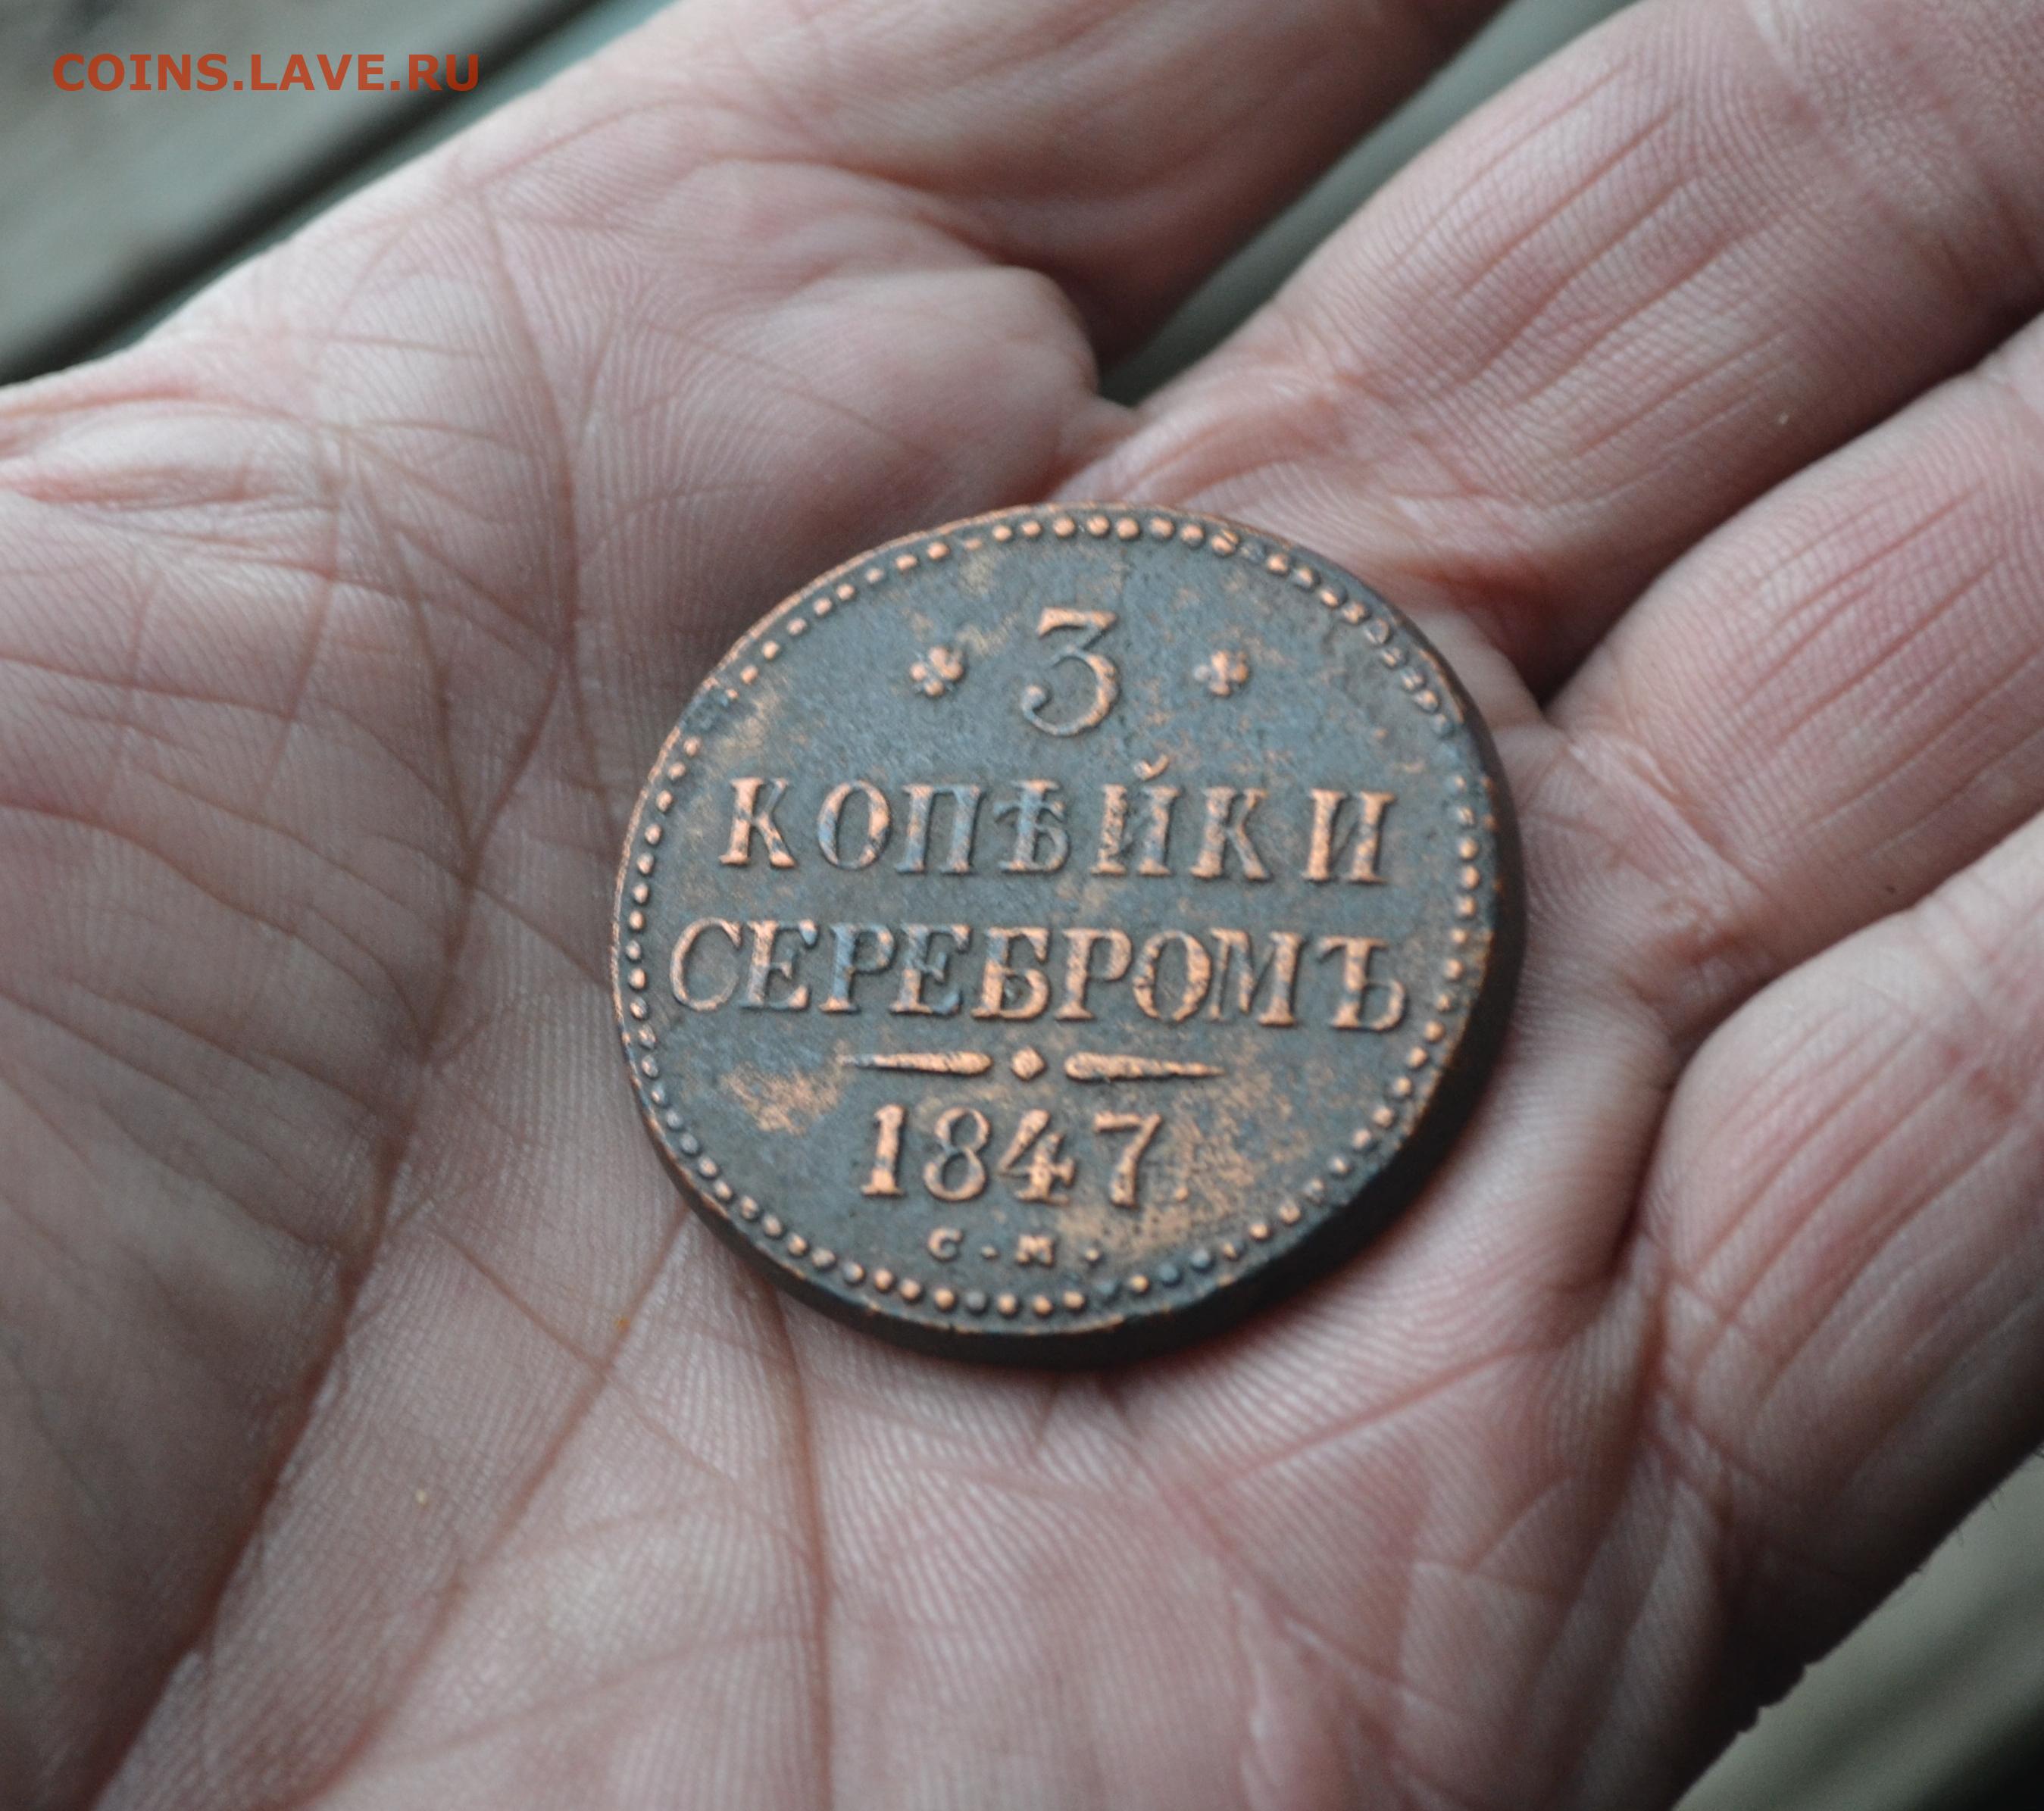 COINS.LAVE.RU
3
КОПѢЙКИ
СЕРЕБРОМЪ
1847
С.М.